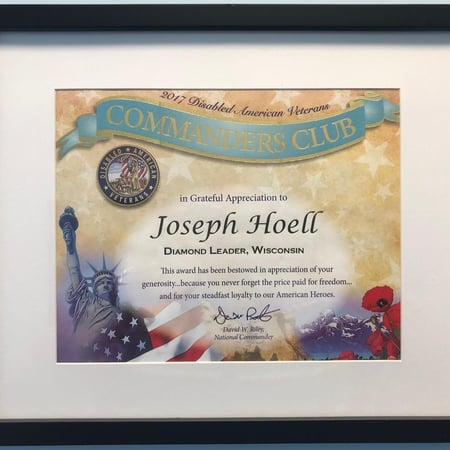 2017 Disabled American Veterans
COMMANDERS CLUB
DISABLED AMERICAN
VETERANS
in Grateful Appreciation to
Joseph Hoell
DIAMOND LEADER, WISCONSIN
This award has been bestowed in appreciation of your
generosity...because you never forget the price paid for freedom...
and for your steadfast loyalty to our American Heroes.
David W. Riley,
National Commander